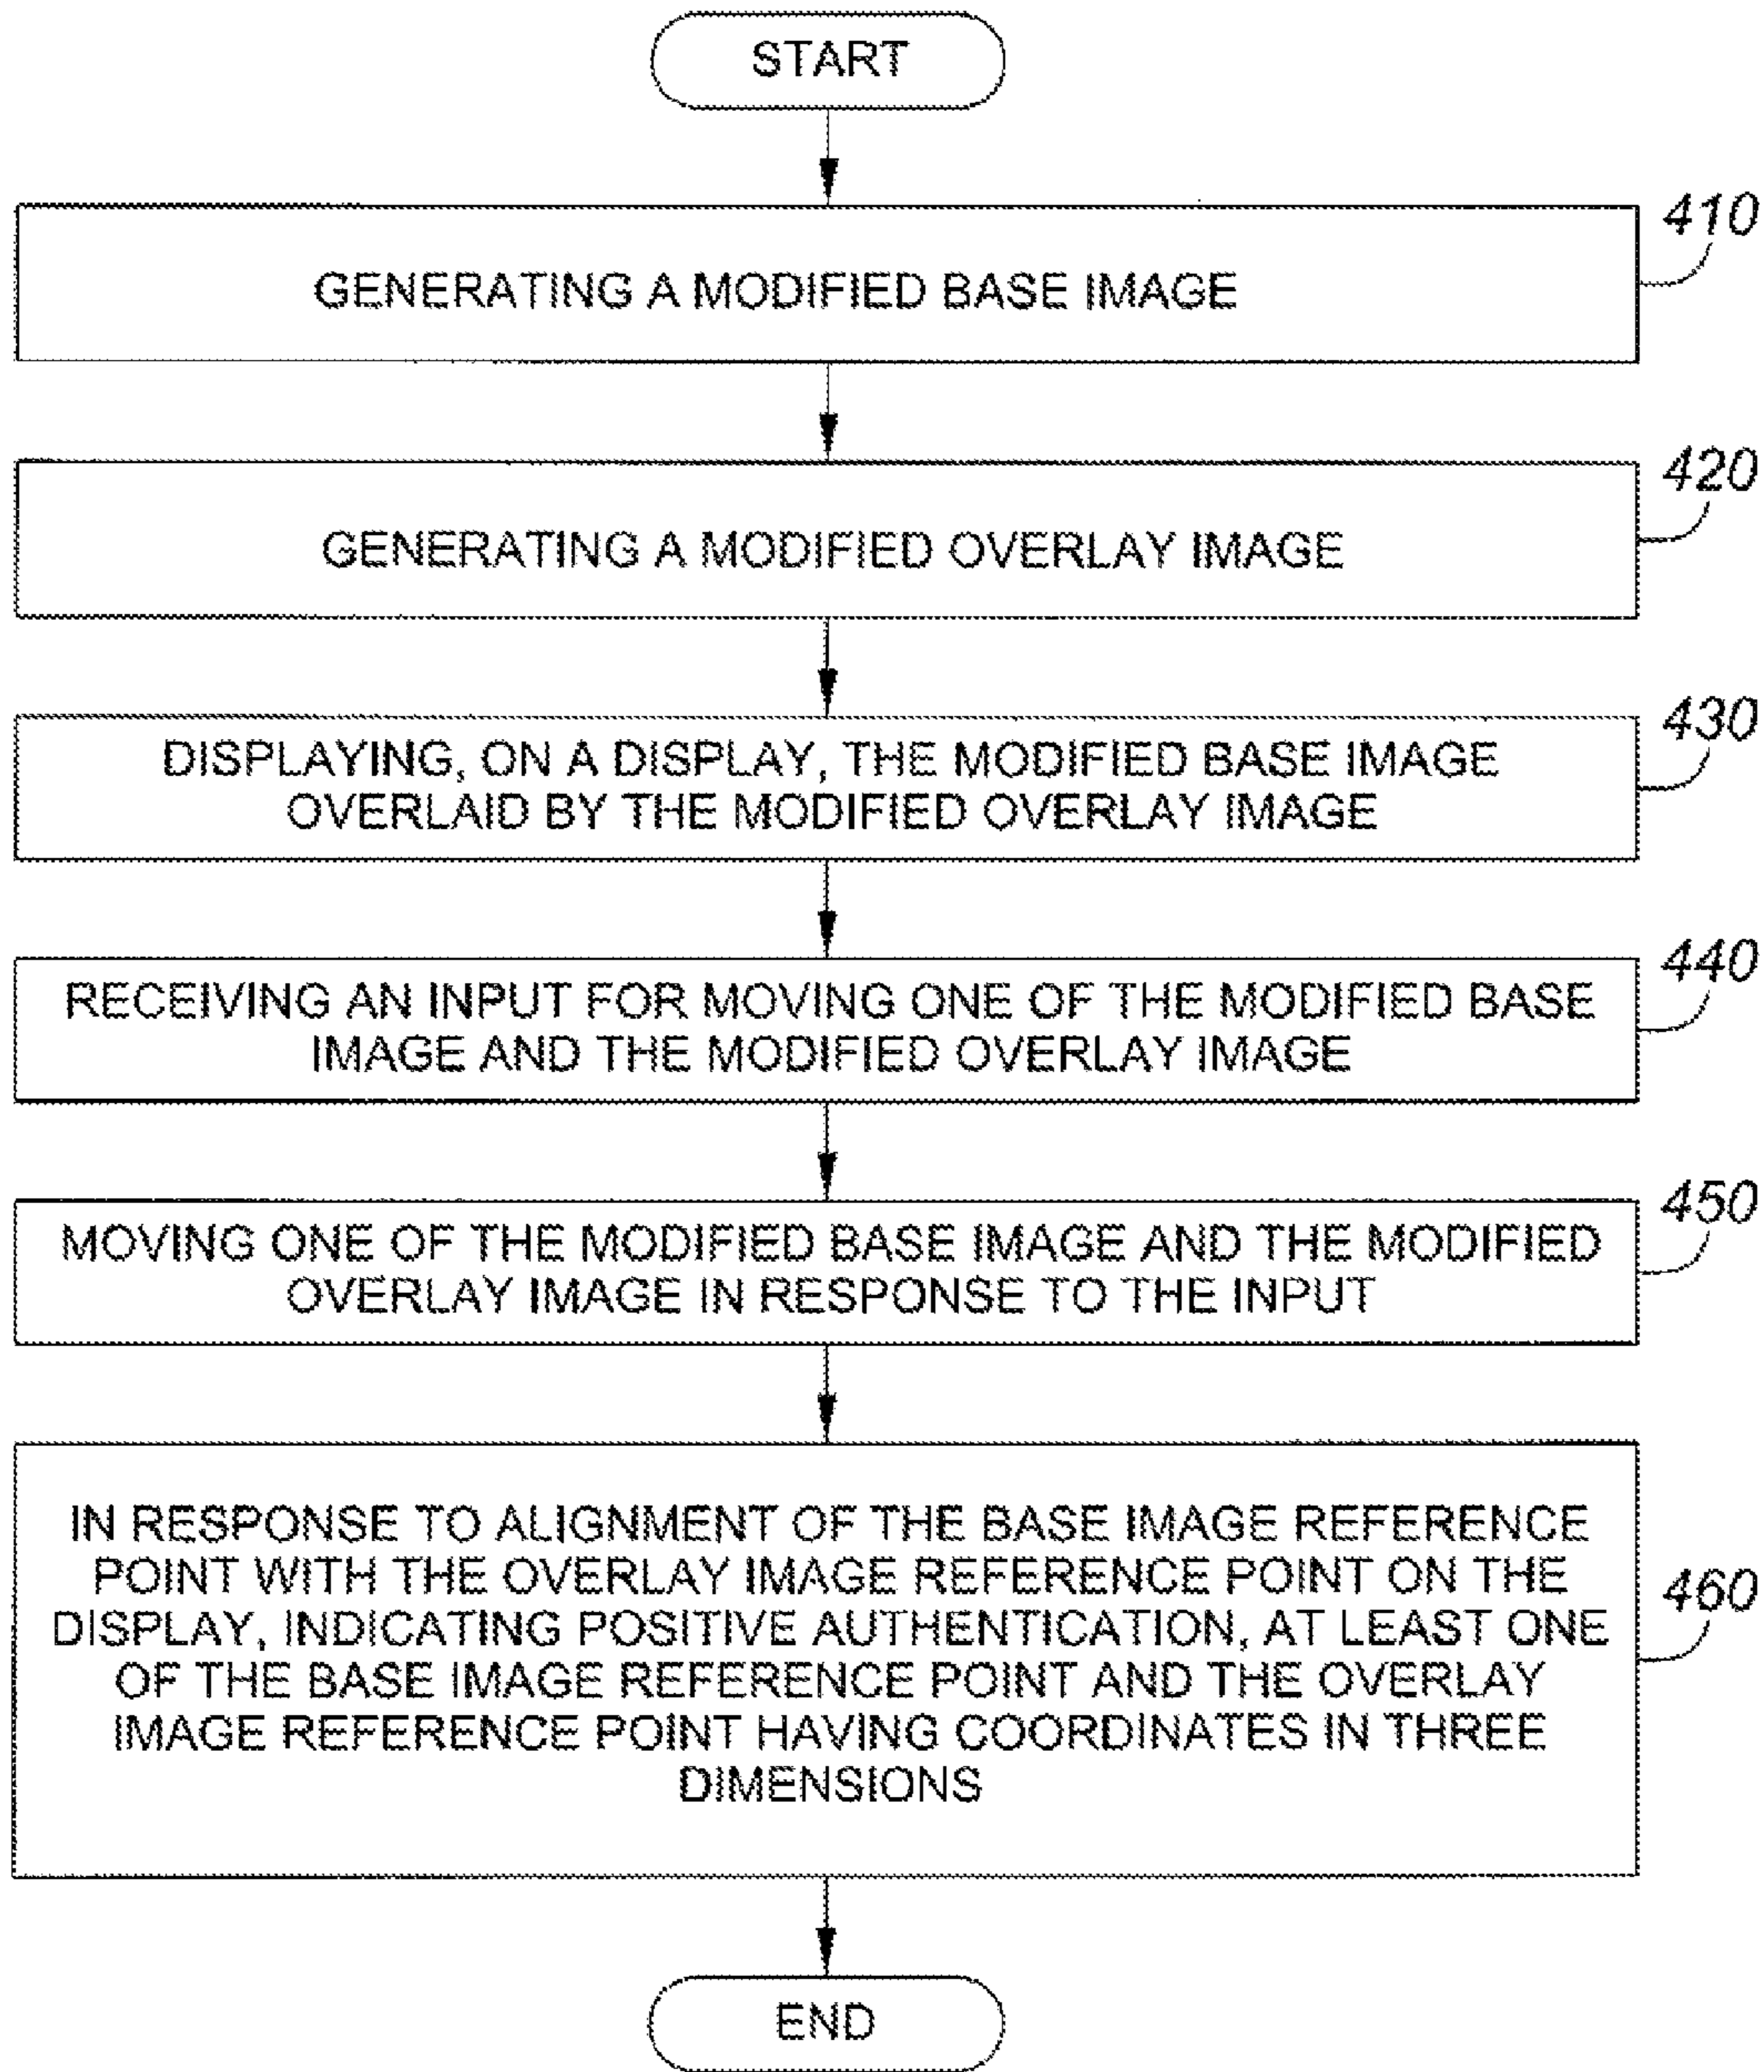 START
410
GENERATING A MODIFIED BASE IMAGE
420
GENERATING A MODIFIED OVERLAY IMAGE
430
DISPLAYING, ON A DISPLAY, THE MODIFIED BASE IMAGE
OVERLAID BY THE MODIFIED OVERLAY IMAGE
440
RECEIVING AN INPUT FOR MOVING ONE OF THE MODIFIED BASE
IMAGE AND THE MODIFIED OVERLAY IMAGE
450
MOVING ONE OF THE MODIFIED BASE IMAGE AND THE MODIFIED
OVERLAY IMAGE IN RESPONSE TO THE INPUT
IN RESPONSE TO ALIGNMENT OF THE BASE IMAGE REFERENCE
POINT WITH THE OVERLAY IMAGE REFERENCE POINT ON THE
460
DISPLAY, INDICATING POSITIVE AUTHENTICATION, AT LEAST ONE
OF THE BASE IMAGE REFERENCE POINT AND THE OVERLAY
IMAGE REFERENCE POINT HAVING COORDINATES IN THREE
DIMENSIONS
END